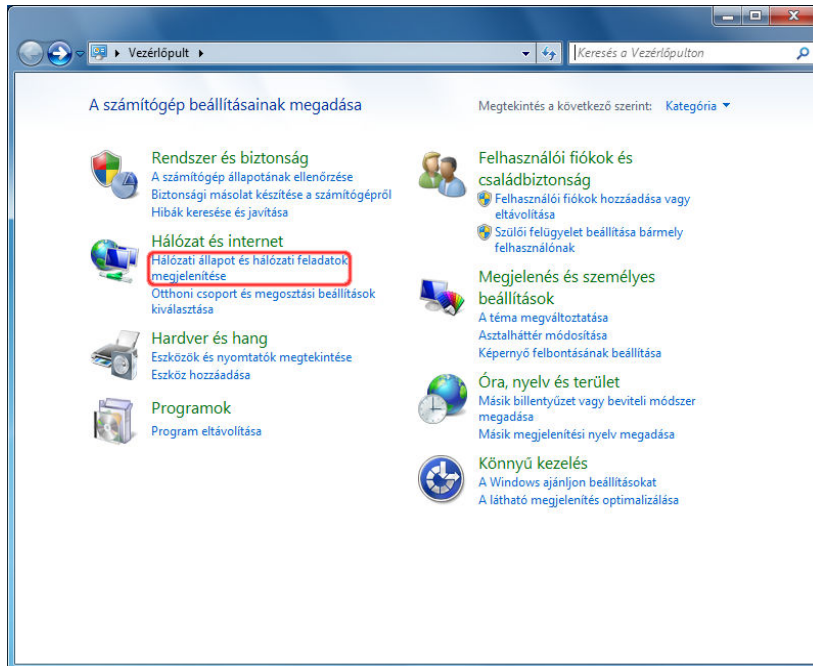 Vezérlőpult
Keresés a Vezérlőpulton
A számítógép beállításainak megadása
Megtekintés a következő szerint: Kategória
Rendszer és biztonság
A számítógép állapotának ellenőrzése
Biztonsági másolat készítése a számítógépről
Hibák keresése és javítása
Hálózat és internet
Hálózati állapot és hálózati feladatok
megjelenítése
Otthoni csoport és megosztási beállítások
kiválasztása
Hardver és hang
Eszközök és nyomtatók megtekintése
Eszköz hozzáadása
Programok
Program eltávolítása
Felhasználói fiókok és
családbiztonság
Felhasználói fiókok hozzáadása vagy
eltávolítása
Szülői felügyelet beállítása bármely
felhasználónak
Megjelenés és személyes
beállítások
A téma megváltoztatása
Asztalháttér módosítása
Képernyő felbontásának beállítása
Óra, nyelv és terület
Másik billentyűzet vagy beviteli módszer
megadása
Másik megjelenítési nyelv megadása
Könnyű kezelés
A Windows ajánljon beállításokat
A látható megjelenítés optimalizálása